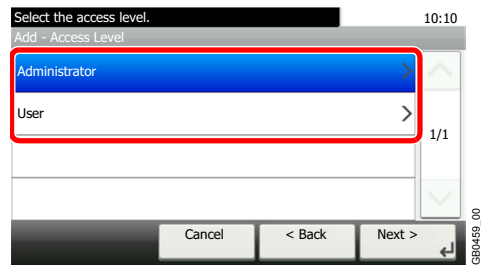 Select the access level.
10:10
Add - Access Level
Administrator
User
1/1
Cancel
< Back
Next >
GB0459_00